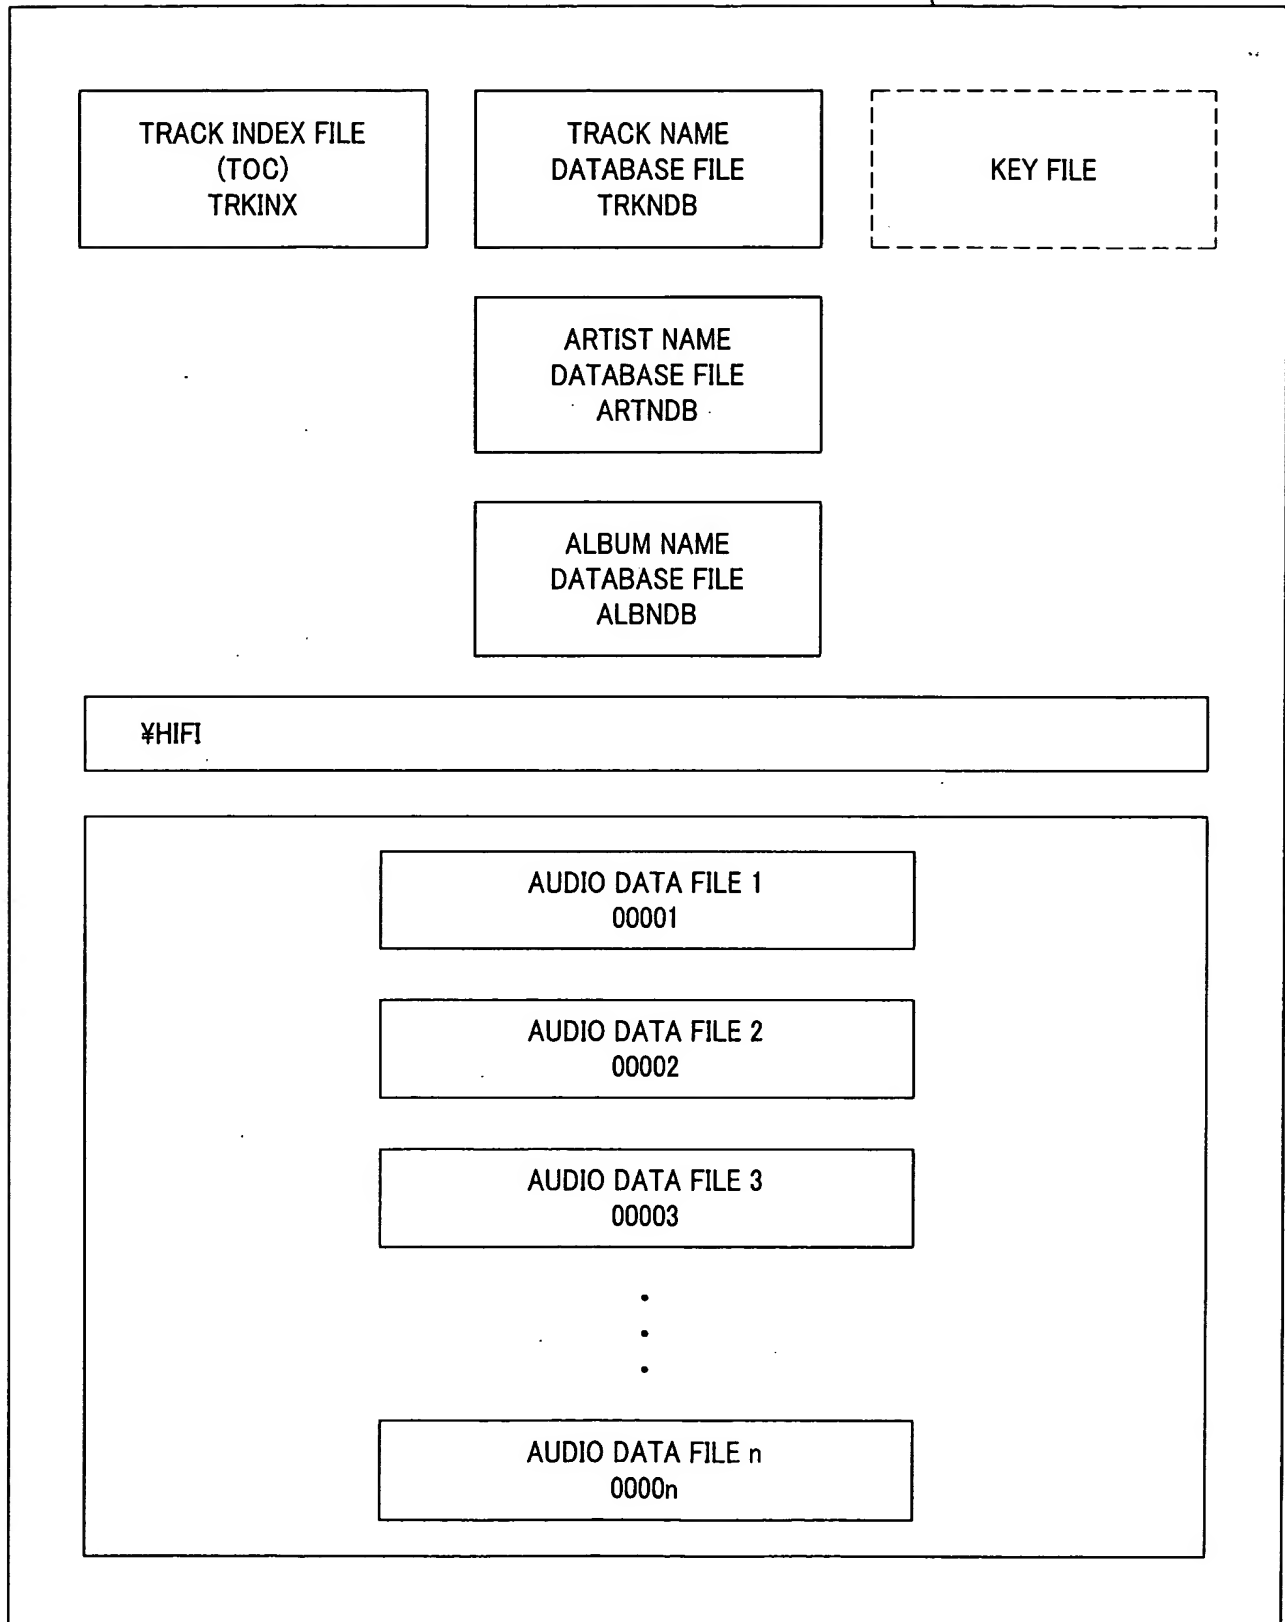 TRACK INDEX FILE
(TOC)
TRKINX
TRACK NAME
DATABASE FILE
TRKNDB
KEY FILE
ARTIST NAME
DATABASE FILE
ARTNDB
ALBUM NAME
DATABASE FILE
ALBNDB
¥HIFI
AUDIO DATA FILE 1
00001
AUDIO DATA FILE 2
00002
AUDIO DATA FILE 3
00003
AUDIO DATA FILE n
0000n